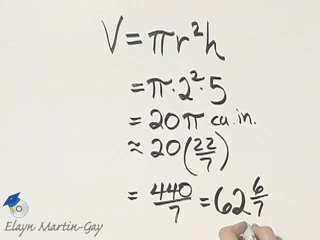 V = πr²h
= π · 2² · 5
= 20π cu. in.
≈ 20(22/7)
= 440/7 = 62 6/7
Elayn Martin-Gay